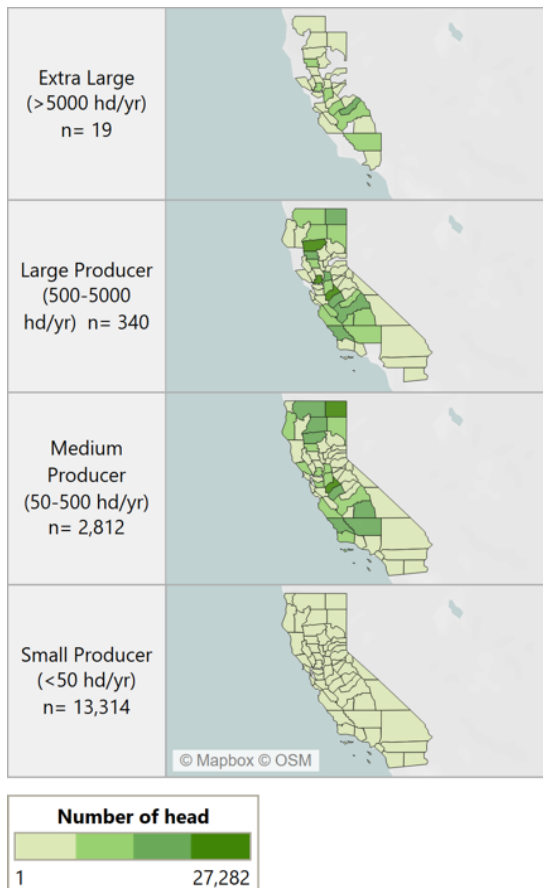 Extra Large
(>5000 hd/yr)
n= 19
Large Producer
(500-5000
hd/yr)  n= 340
Medium
Producer
(50-500 hd/yr)
n= 2,812
Small Producer
(<50 hd/yr)
n= 13,314
© Mapbox © OSM
Number of head
1 27,282